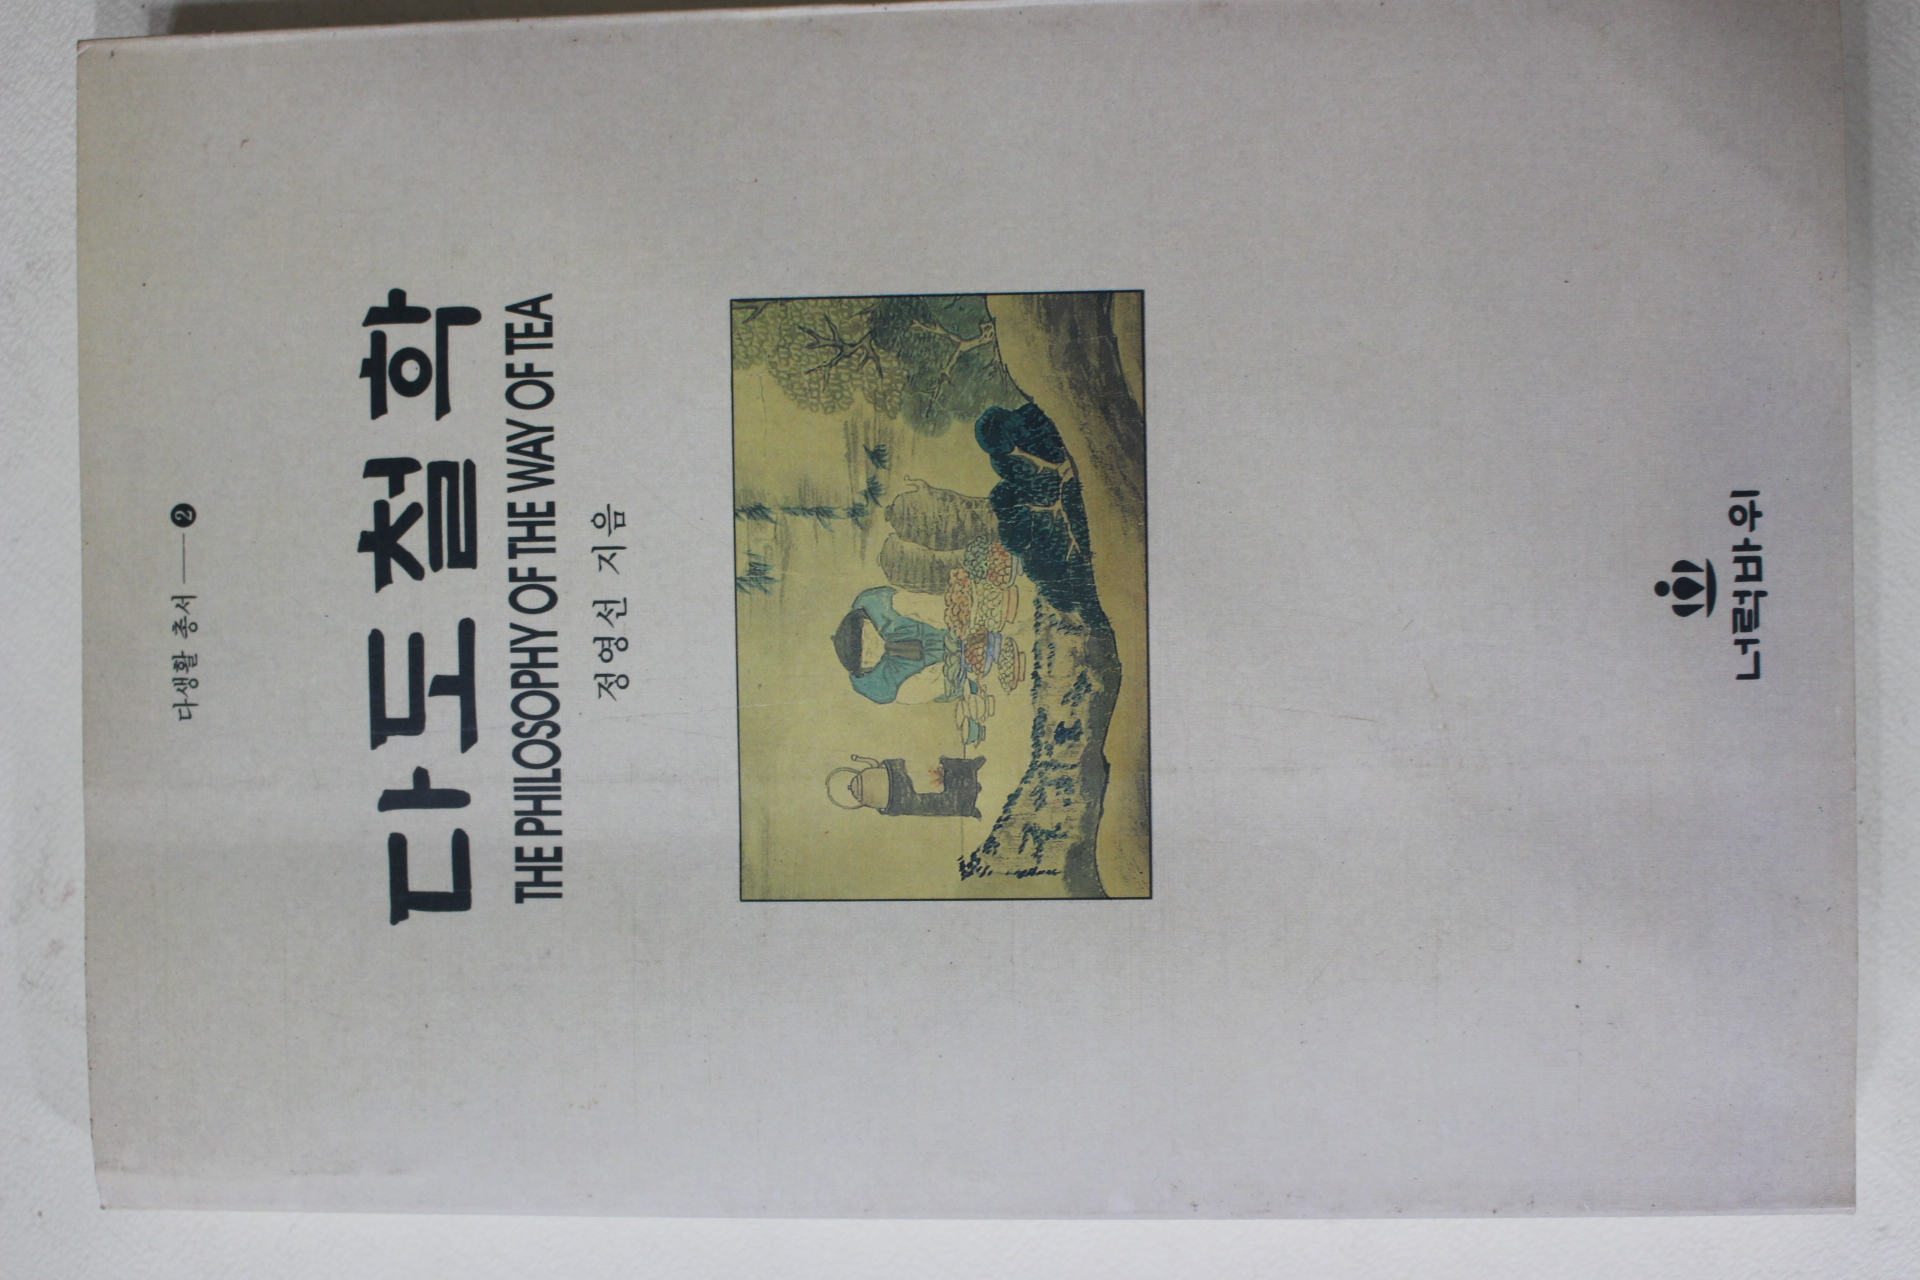 다생활 총서 — ❷
다도철학
THE PHILOSOPHY OF THE WAY OF TEA
정영선 지음
너럭바위